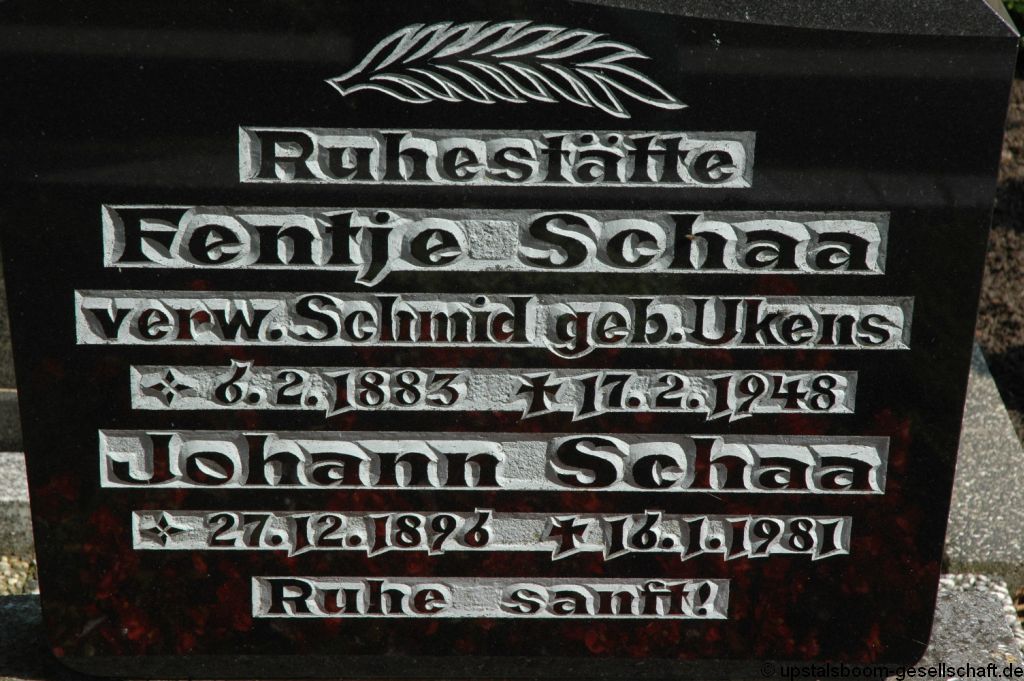 Ruhestätte
Fentje Schaa
verw. Schmid geb. Ukens
6. 2. 1883 17. 2. 1948
Johann Schaa
27. 12. 1896 16. 1. 1981
Ruhe sanft!
© upstalsboom-gesellschaft.de